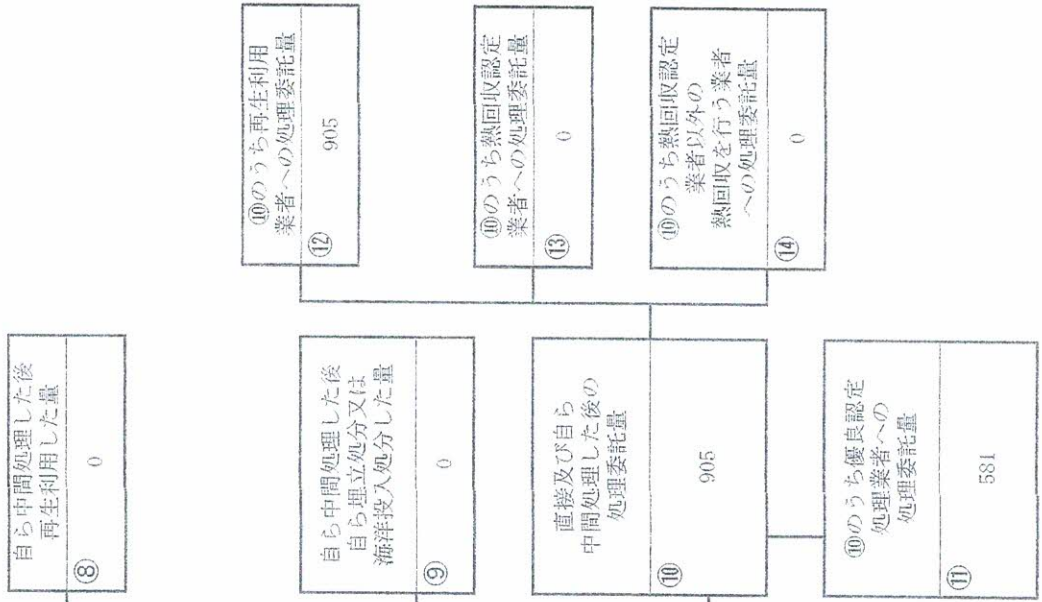 自ら中間処理した後
再生利用した量
⑧
0
自ら中間処理した後
自ら埋立処分又は
海洋投入処分した量
⑨
0
直接及び自ら
中間処理した後の
処理委託量
⑩
905
⑩のうち優良認定
処理業者への
処理委託量
⑪
581
⑩のうち再生利用
業者への処理委託量
⑫
905
⑩のうち熱回収認定
業者への処理委託量
⑬
0
⑩のうち熱回収認定
業者以外の
熱回収を行う業者
への処理委託量
⑭
0